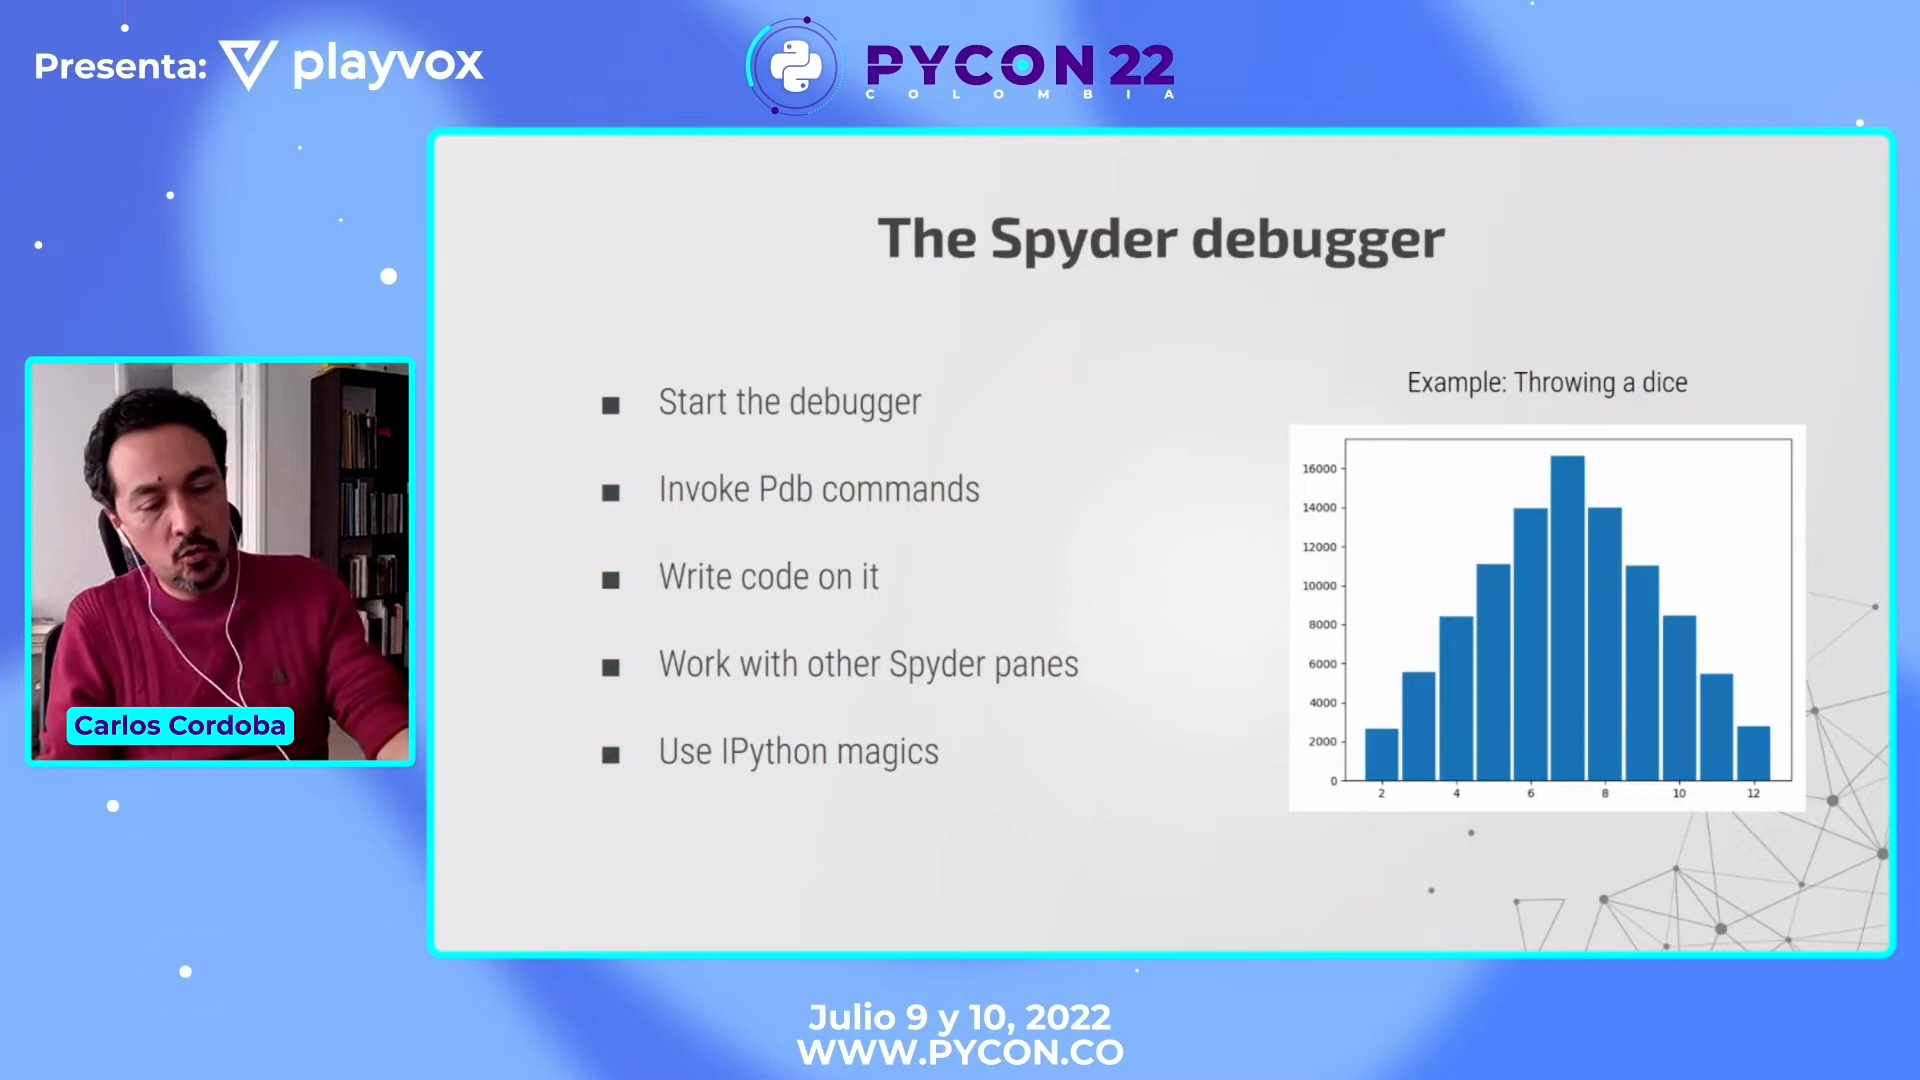 Presenta: playvox
PYCON 22
COLOMBIA
The Spyder debugger
Start the debugger
Invoke Pdb commands
Write code on it
Work with other Spyder panes
Use IPython magics
Example: Throwing a dice
16000
14000
12000
10000
8000
6000
4000
2000
0
2 4 6 8 10 12
Carlos Cordoba
Julio 9 y 10, 2022
WWW.PYCON.CO